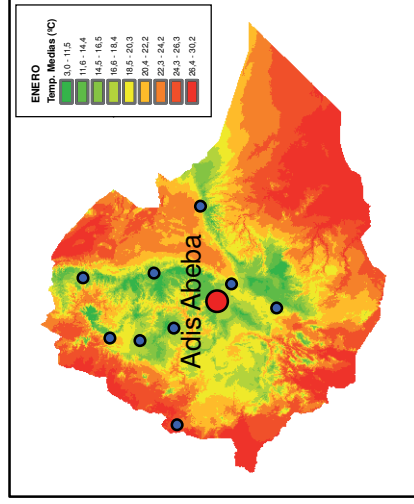 ENERO
Temp. Medias (ºC)
3,0 - 11,5
11,6 - 14,4
14,5 - 16,5
16,6 - 18,4
18,5 - 20,3
20,4 - 22,2
22,3 - 24,2
24,3 - 26,3
26,4 - 30,2
Adis Abeba